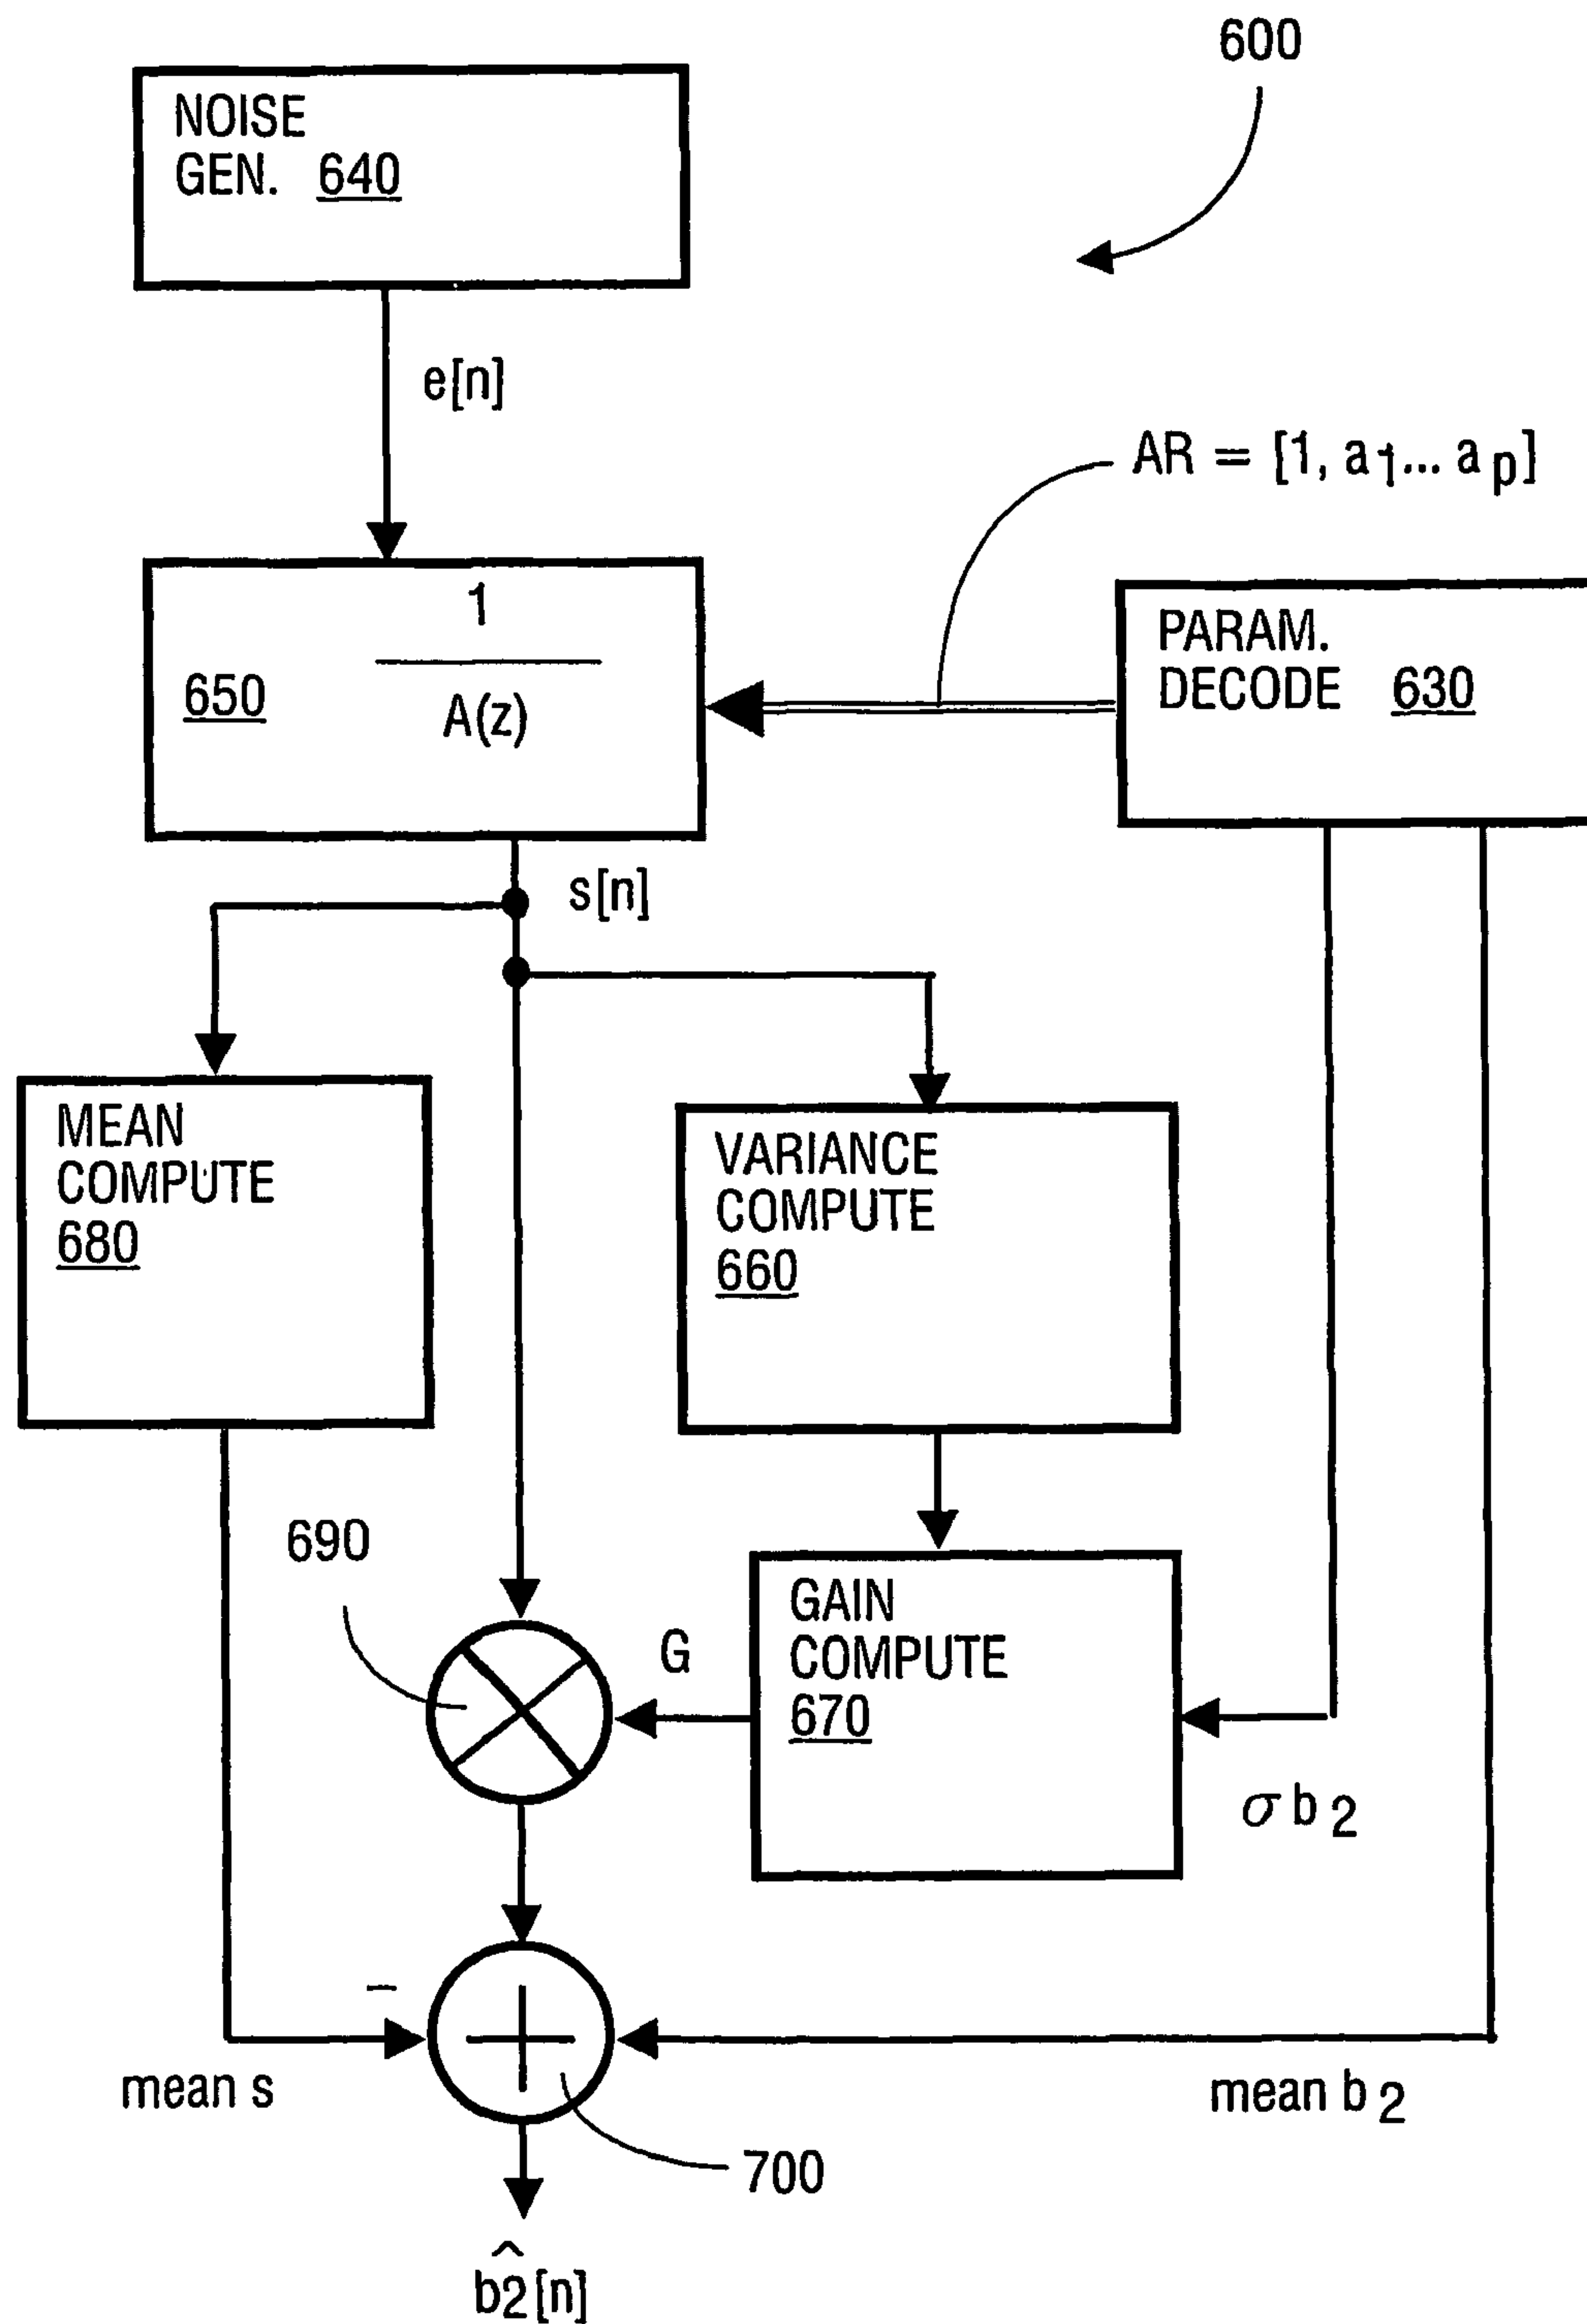 600
NOISE
GEN. 640
e[n]
AR = [1, a1... ap]
1
A(z)
650
PARAM.
DECODE 630
s[n]
MEAN
COMPUTE
680
VARIANCE
COMPUTE
660
690
G
GAIN
COMPUTE
670
σb2
−
mean s
mean b2
700
b̂2[n]